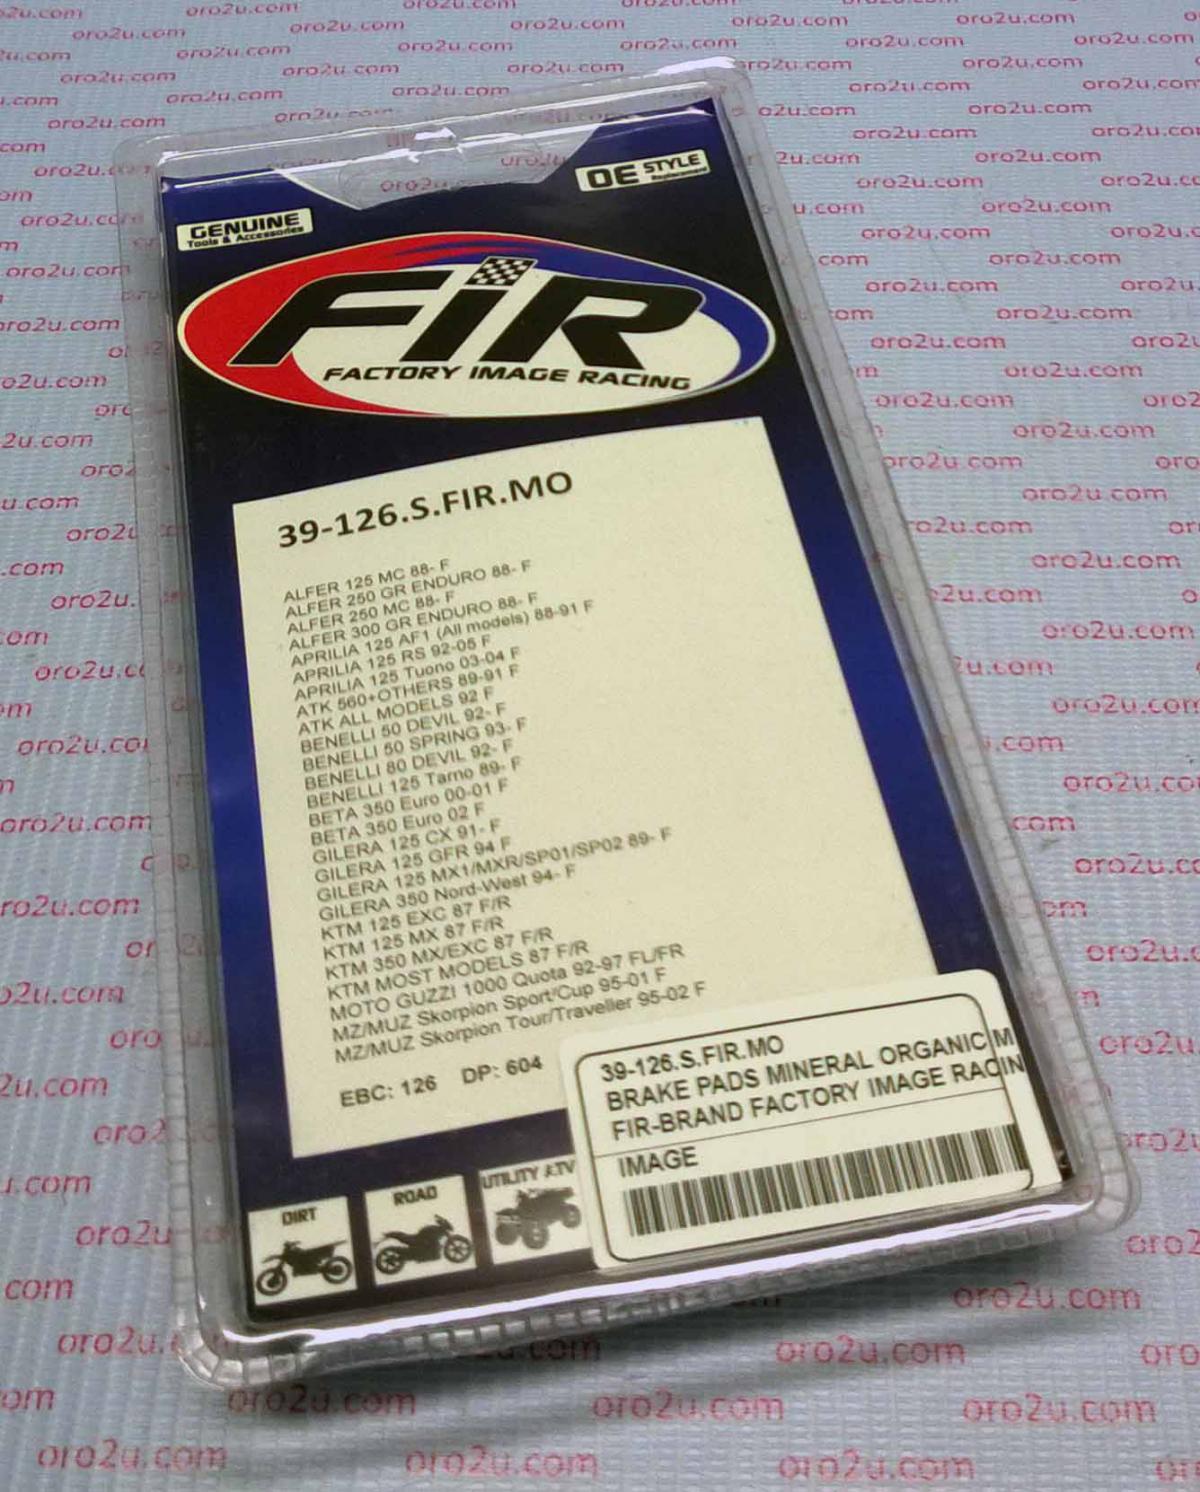 OE STYLE
Replacement
GENUINE
Tools & Accessories
FiR
FACTORY IMAGE RACING
39-126.S.FIR.MO
ALFER 125 MC 88- F
ALFER 250 GR ENDURO 88- F
ALFER 250 MC 88- F
ALFER 300 GR ENDURO 88- F
APRILIA 125 AF1 (All models) 88-91 F
APRILIA 125 RS 92-05 F
APRILIA 125 Tuono 03-04 F
ATK 560+OTHERS 89-91 F
ATK ALL MODELS 92 F
BENELLI 50 DEVIL 92- F
BENELLI 50 SPRING 93- F
BENELLI 80 DEVIL 92- F
BENELLI 125 Tarno 89- F
BETA 350 Euro 00-01 F
BETA 350 Euro 02 F
GILERA 125 CX 91- F
GILERA 125 GFR 94 F
GILERA 125 MX1/MXR/SP01/SP02 89- F
GILERA 350 Nord-West 94- F
KTM 125 EXC 87 F/R
KTM 125 MX 87 F/R
KTM 350 MX/EXC 87 F/R
KTM MOST MODELS 87 F/R
MOTO GUZZI 1000 Quota 92-97 FL/FR
MZ/MUZ Skorpion Sport/Cup 95-01 F
MZ/MUZ Skorpion Tour/Traveller 95-02 F
EBC: 126 DP: 604
39-126.S.FIR.MO
BRAKE PADS MINERAL ORGANIC M
FIR-BRAND FACTORY IMAGE RACIN
IMAGE
DIRT
ROAD
UTILITY ATV
oro2u.com